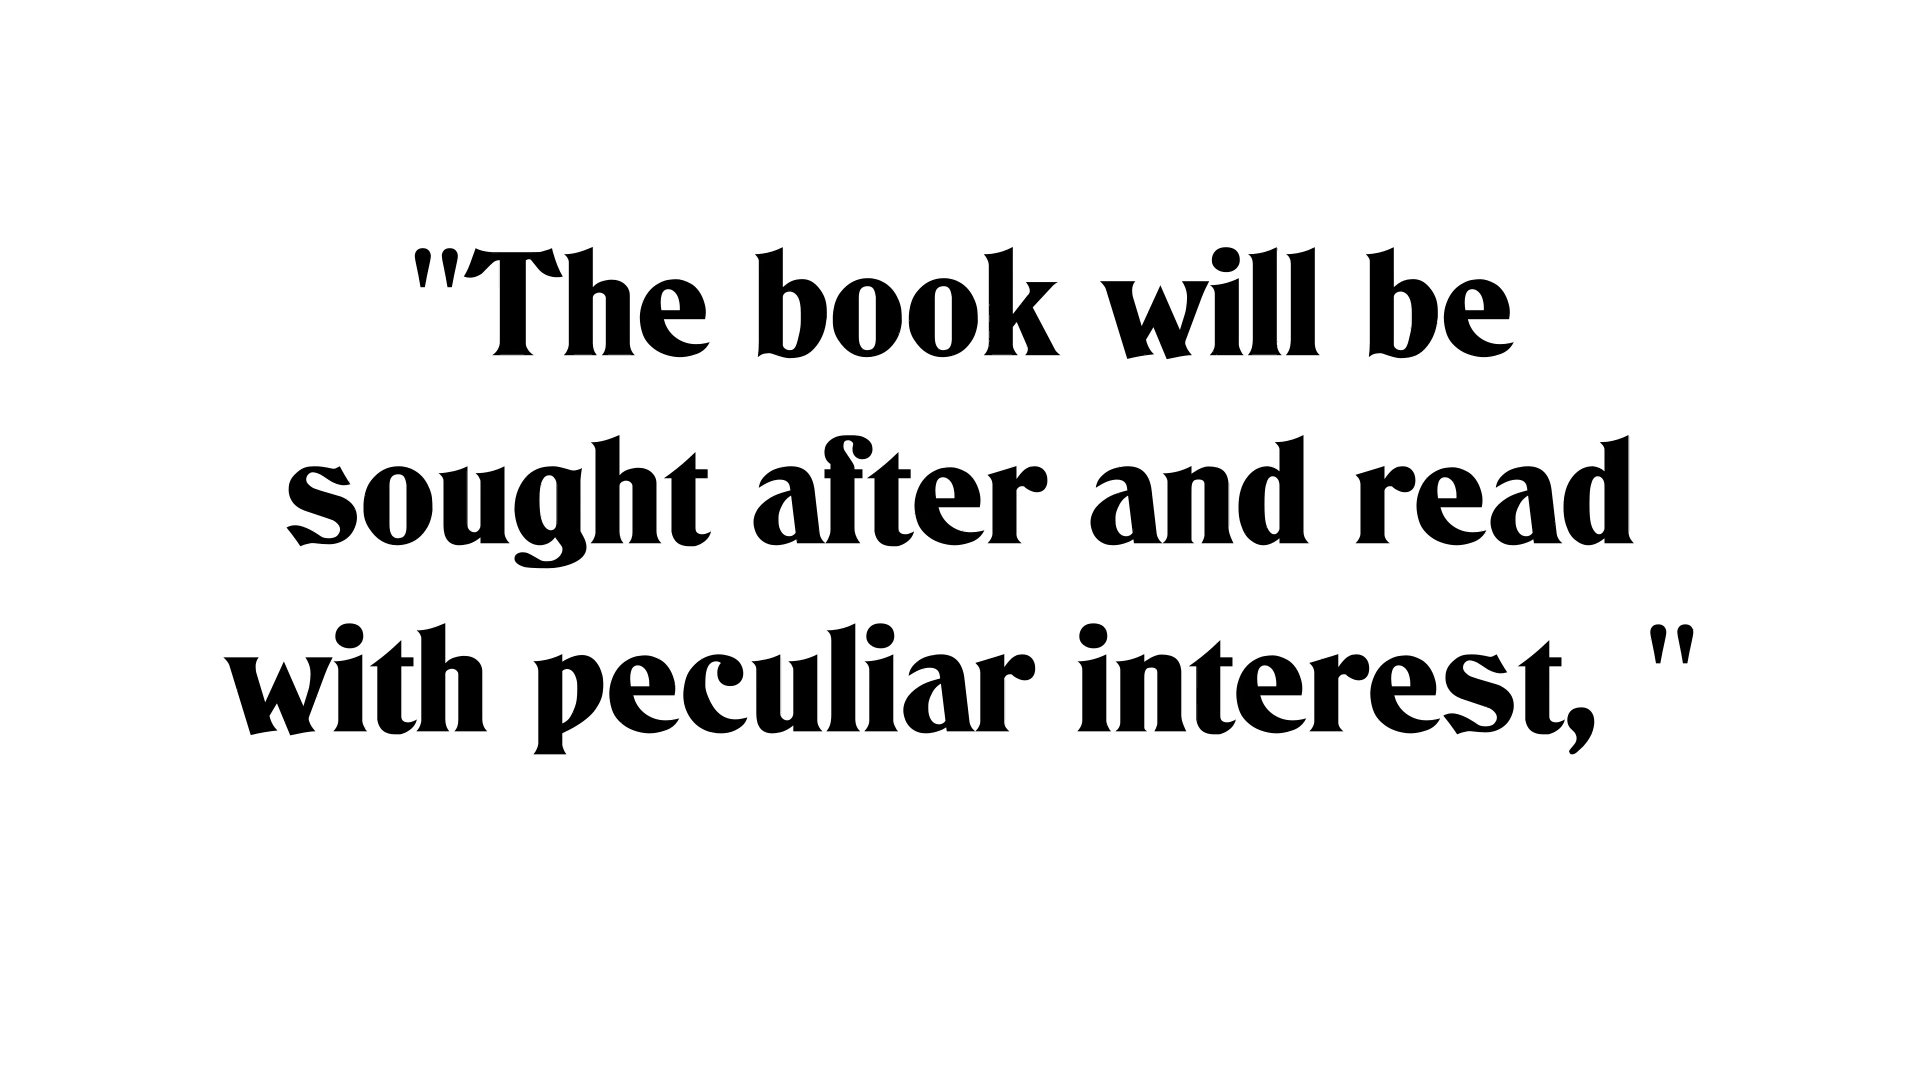 "The book will be
sought after and read
with peculiar interest, "